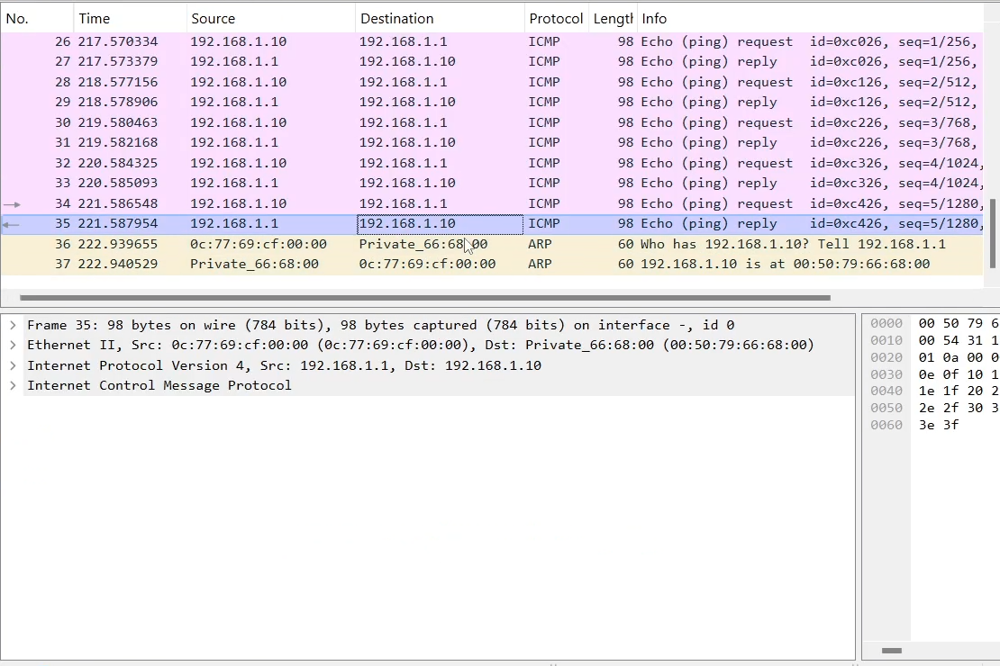 No. Time Source Destination Protocol Length Info
26 217.570334 192.168.1.10 192.168.1.1 ICMP 98 Echo (ping) request id=0xc026, seq=1/256,
27 217.573379 192.168.1.1 192.168.1.10 ICMP 98 Echo (ping) reply id=0xc026, seq=1/256,
28 218.577156 192.168.1.10 192.168.1.1 ICMP 98 Echo (ping) request id=0xc126, seq=2/512,
29 218.578906 192.168.1.1 192.168.1.10 ICMP 98 Echo (ping) reply id=0xc126, seq=2/512,
30 219.580463 192.168.1.10 192.168.1.1 ICMP 98 Echo (ping) request id=0xc226, seq=3/768,
31 219.582168 192.168.1.1 192.168.1.10 ICMP 98 Echo (ping) reply id=0xc226, seq=3/768,
32 220.584325 192.168.1.10 192.168.1.1 ICMP 98 Echo (ping) request id=0xc326, seq=4/1024,
33 220.585093 192.168.1.1 192.168.1.10 ICMP 98 Echo (ping) reply id=0xc326, seq=4/1024,
34 221.586548 192.168.1.10 192.168.1.1 ICMP 98 Echo (ping) request id=0xc426, seq=5/1280,
35 221.587954 192.168.1.1 192.168.1.10 ICMP 98 Echo (ping) reply id=0xc426, seq=5/1280,
36 222.939655 0c:77:69:cf:00:00 Private_66:68:00 ARP 60 Who has 192.168.1.10? Tell 192.168.1.1
37 222.940529 Private_66:68:00 0c:77:69:cf:00:00 ARP 60 192.168.1.10 is at 00:50:79:66:68:00
Frame 35: 98 bytes on wire (784 bits), 98 bytes captured (784 bits) on interface -, id 0
Ethernet II, Src: 0c:77:69:cf:00:00 (0c:77:69:cf:00:00), Dst: Private_66:68:00 (00:50:79:66:68:00)
Internet Protocol Version 4, Src: 192.168.1.1, Dst: 192.168.1.10
Internet Control Message Protocol
0000 00 50 79 6
0010 00 54 31 1
0020 01 0a 00 0
0030 0e 0f 10 1
0040 1e 1f 20 2
0050 2e 2f 30 3
0060 3e 3f